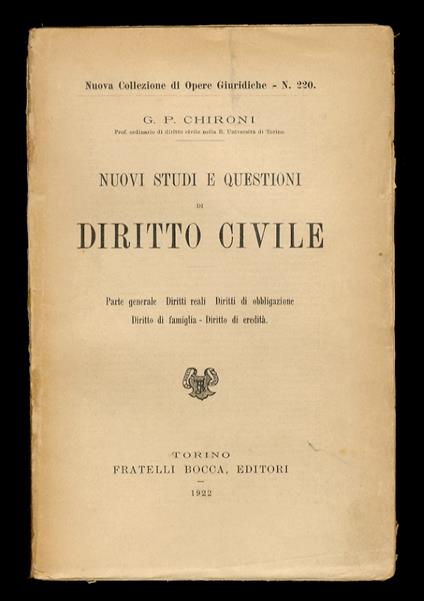 Nuova Collezione di Opere Giuridiche - N. 220.
G. P. CHIRONI
Prof. ordinario di diritto civile nella R. Università di Torino
NUOVI STUDI E QUESTIONI
DI
DIRITTO CIVILE
Parte generale Diritti reali Diritti di obbligazione
Diritto di famiglia - Diritto di eredità.
TORINO
FRATELLI BOCCA, EDITORI
1922